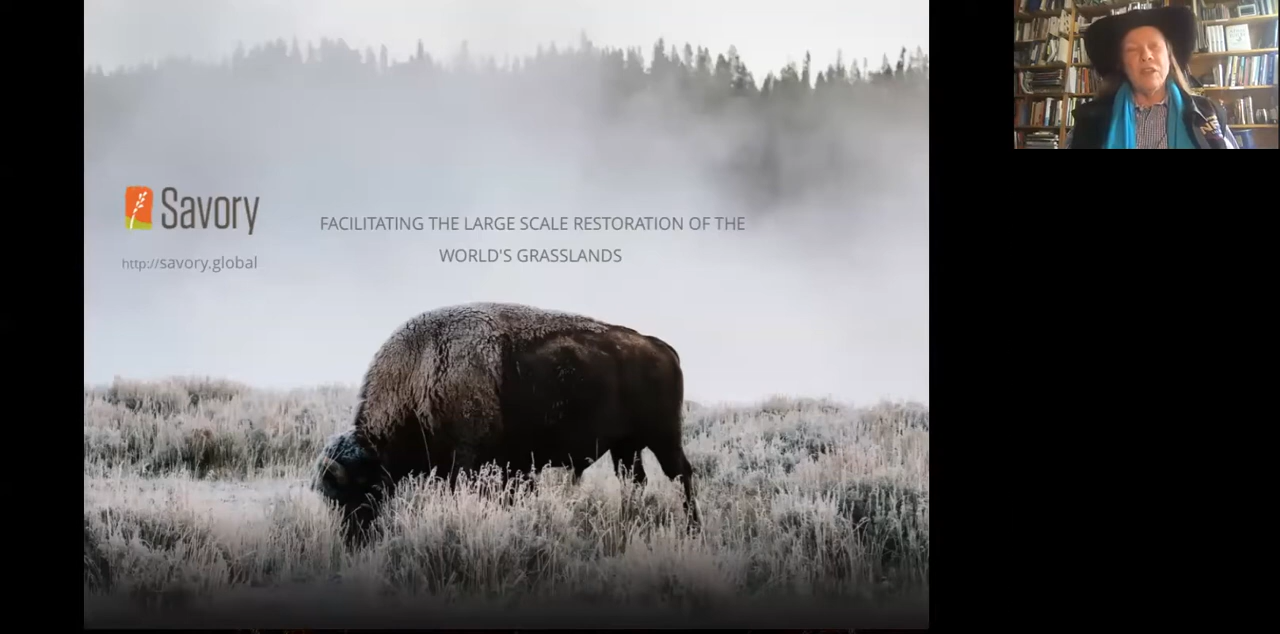 Savory
http://savory.global
FACILITATING THE LARGE SCALE RESTORATION OF THE
WORLD'S GRASSLANDS